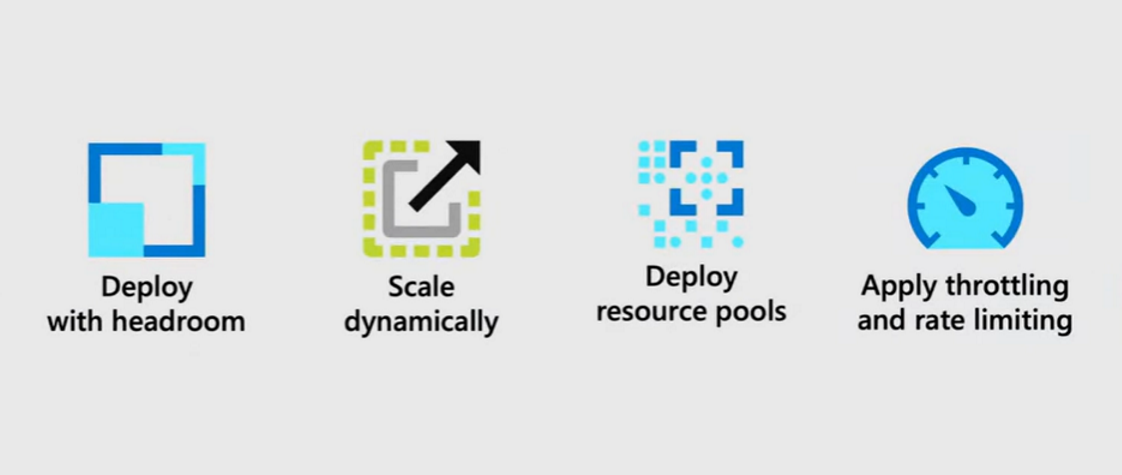 Deploy
with headroom
Scale
dynamically
Deploy
resource pools
Apply throttling
and rate limiting